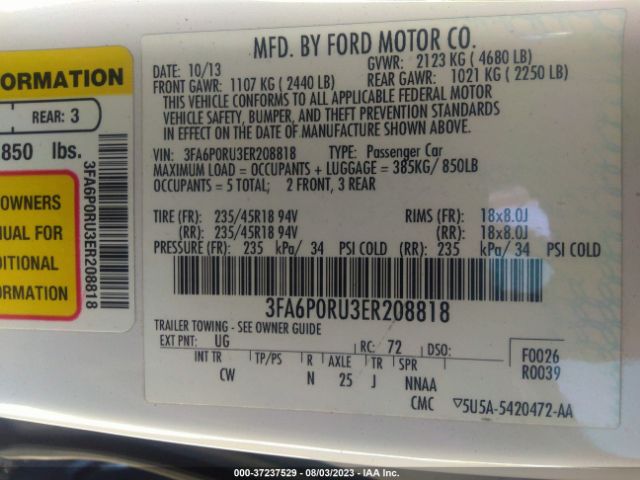 ORMATION
REAR: 3
850 lbs.
OWNERS
NUAL FOR
DITIONAL
ORMATION
3FA6P0RU3ER208818
MFD. BY FORD MOTOR CO.
DATE: 10/13 GVWR: 2123 KG ( 4680 LB)
FRONT GAWR: 1107 KG ( 2440 LB) REAR GAWR: 1021 KG ( 2250 LB)
THIS VEHICLE CONFORMS TO ALL APPLICABLE FEDERAL MOTOR
VEHICLE SAFETY, BUMPER, AND THEFT PREVENTION STANDARDS
IN EFFECT ON THE DATE OF MANUFACTURE SHOWN ABOVE.
VIN: 3FA6P0RU3ER208818 TYPE: Passenger Car
MAXIMUM LOAD = OCCUPANTS + LUGGAGE = 385KG/ 850LB
OCCUPANTS = 5 TOTAL; 2 FRONT, 3 REAR
TIRE (FR): 235/45R18 94V RIMS (FR): 18x8.0J
(RR): 235/45R18 94V (RR): 18x8.0J
PRESSURE (FR): 235 kPa/ 34 PSI COLD (RR): 235 kPa/ 34 PSI COLD
3FA6P0RU3ER208818
TRAILER TOWING - SEE OWNER GUIDE
EXT PNT: UG RC: 72 DSO:
INT TR TP/PS R AXLE TR SPR
CW N 25 J NNAA
F0026
R0039
CMC ▽5U5A-5420472-AA
000-37237529 - 08/03/2023 - IAA Inc.